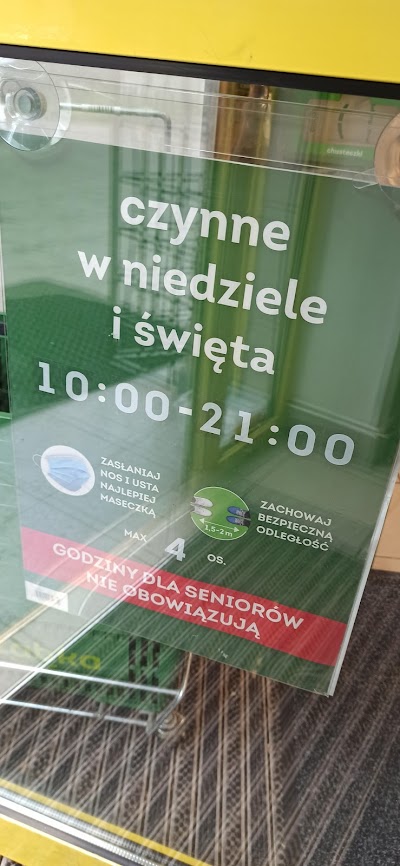 czynne
w niedziele
i święta
10:00-21:00
ZASŁANIAJ
NOS I USTA
NAJLEPIEJ
MASECZKĄ
1,5-2 m
ZACHOWAJ
BEZPIECZNĄ
ODLEGŁOŚĆ
MAX 4 OS.
GODZINY DLA SENIORÓW
NIE OBOWIĄZUJĄ